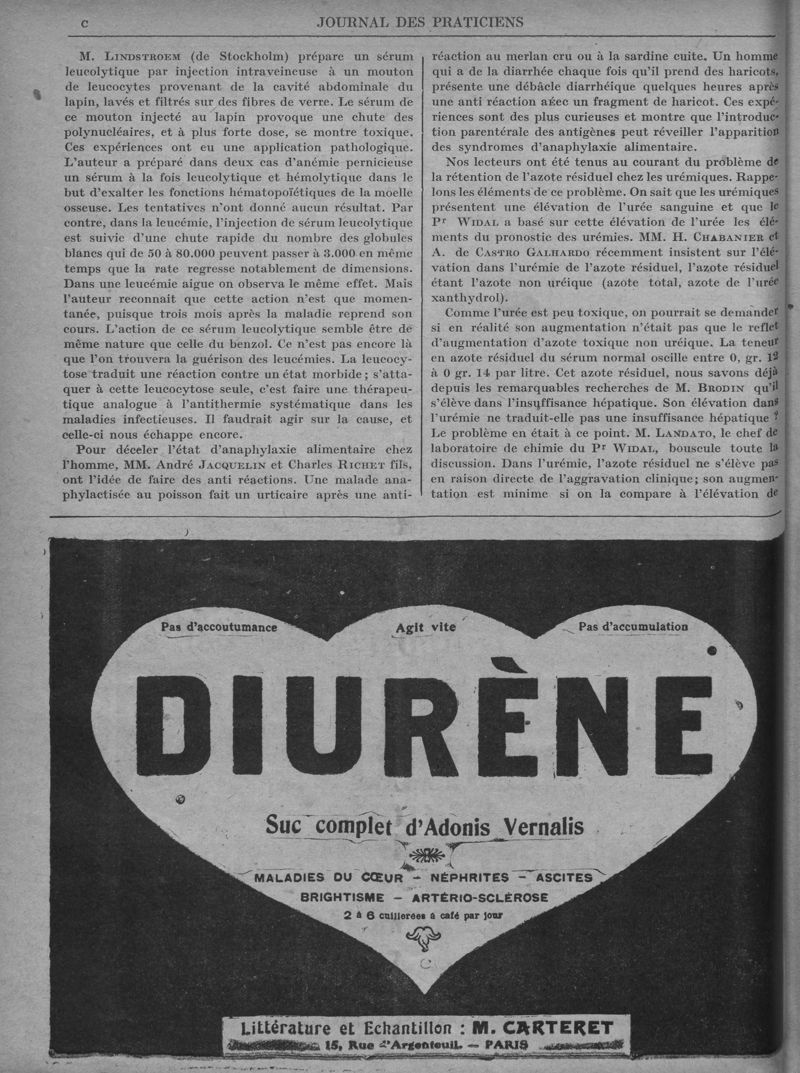 C
JOURNAL DES PRATICIENS
M. LINDSTROEM (de Stockholm) prépare un sérum
leucolytique par injection intraveineuse à un mouton
de leucocytes provenant de la cavité abdominale du
lapin, lavés et filtrés sur des fibres de verre. Le sérum de
ce mouton injecté au lapin provoque une chute des
polynucléaires, et à plus forte dose, se montre toxique.
Ces expériences ont eu une application pathologique.
L'auteur a préparé dans deux cas d'anémie pernicieuse
un sérum à la fois leucolytique et hémolytique dans le
but d'exalter les fonctions hématopoïétiques de la moelle
osseuse. Les tentatives n'ont donné aucun résultat. Par
contre, dans la leucémie, l'injection de sérum leucolytique
est suivie d'une chute rapide du nombre des globules
blancs qui de 50 à 80.000 peuvent passer à 3.000 en même
temps que la rate regresse notablement de dimensions.
Dans une leucémie aigue on observa le même effet. Mais
l'auteur reconnait que cette action n'est que momen-
tanée, puisque trois mois après la maladie reprend son
cours. L'action de ce sérum leucolytique semble être de
même nature que celle du benzol. Ce n'est pas encore là
que l'on trouvera la guérison des leucémies. La leucocy-
tose traduit une réaction contre un état morbide ; s'atta-
quer à cette leucocytose seule, c'est faire une thérapeu-
tique analogue à l'antithermie systématique dans les
maladies infectieuses. Il faudrait agir sur la cause, et
celle-ci nous échappe encore.
Pour déceler l'état d'anaphylaxie alimentaire chez
l'homme, MM. André JACQUELIN et Charles RICHET fils,
ont l'idée de faire des anti réactions. Une malade ana-
phylactisée au poisson fait un urticaire après une anti-
réaction au merlan cru ou à la sardine cuite. Un homme
qui a de la diarrhée chaque fois qu'il prend des haricots,
présente une débâcle diarrhéique quelques heures après
une anti réaction aƐec un fragment de haricot. Ces expé-
riences sont des plus curieuses et montre que l'introduc-
tion parentérale des antigènes peut réveiller l'apparition
des syndromes d'anaphylaxie alimentaire.
Nos lecteurs ont été tenus au courant du problème de
la rétention de l'azote résiduel chez les urémiques. Rappe-
lons les éléments de ce problème. On sait que les urémiques
présentent une élévation de l'urée sanguine et que le
Pr WIDAL a basé sur cette élévation de l'urée les élé-
ments du pronostic des urémies. MM. H. CHABANIER et
A. de CASTRO GALHARDO récemment insistent sur l'élé-
vation dans l'urémie de l'azote résiduel, l'azote résiduel
étant l'azote non uréique (azote total, azote de l'urée
xanthydrol).
Comme l'urée est peu toxique, on pourrait se demander
si en réalité son augmentation n'était pas que le reflet
d'augmentation d'azote toxique non uréique. La teneur
en azote résiduel du sérum normal oscille entre 0, gr. 12
à 0 gr. 14 par litre. Cet azote résiduel, nous savons déjà
depuis les remarquables recherches de M. BRODIN qu'il
s'élève dans l'insuffisance hépatique. Son élévation dans
l'urémie ne traduit-elle pas une insuffisance hépatique ?
Le problème en était à ce point. M. LANDATO, le chef de
laboratoire de chimie du Pr WIDAL, bouscule toute la
discussion. Dans l'urémie, l'azote résiduel ne s'élève pas
en raison directe de l'aggravation clinique; son augmen-
tation est minime si on la compare à l'élévation de
Pas d'accoutumance
Agit vite
Pas d'accumulation
DIURÈNE
Suc complet d'Adonis Vernalis
MALADIES DU CŒUR - NÉPHRITES - ASCITES
BRIGHTISME - ARTÉRIO-SCLÉROSE
2 à 6 cuillerées à café par jour
Littérature et Echantillon : M. CARTERET
15, Rue d'Argenteuil. - PARIS